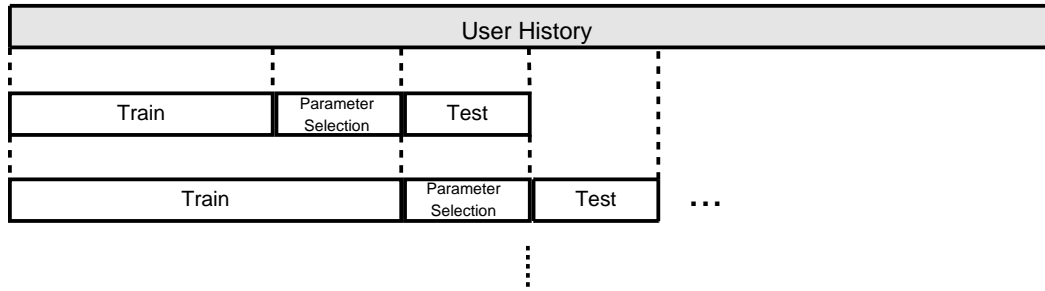 User History
Train
Parameter
Selection
Test
Train
Parameter
Selection
Test
...